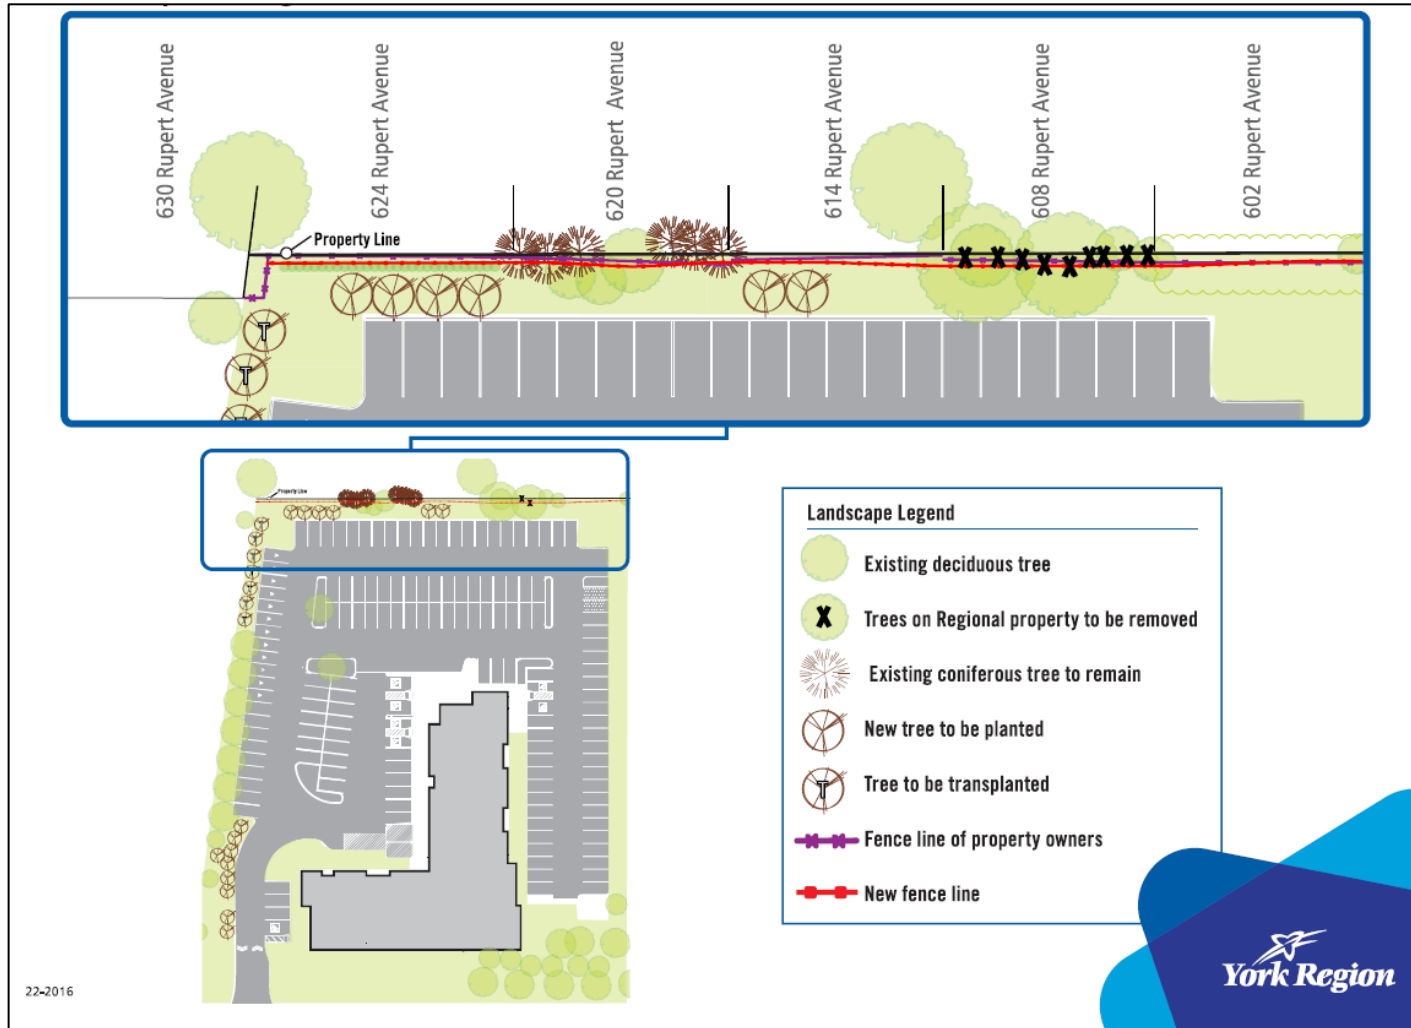 630 Rupert Avenue
624 Rupert Avenue
620 Rupert Avenue
614 Rupert Avenue
608 Rupert Avenue
602 Rupert Avenue
Property Line
T
T
Property Line
Landscape Legend
Existing deciduous tree
X Trees on Regional property to be removed
Existing coniferous tree to remain
New tree to be planted
T Tree to be transplanted
Fence line of property owners
New fence line
22-2016
York Region